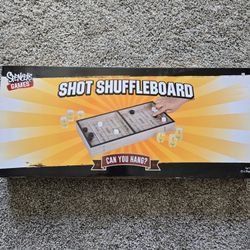 Spencer's
GAMES
SHOT SHUFFLEBOARD
CAN YOU HANG?